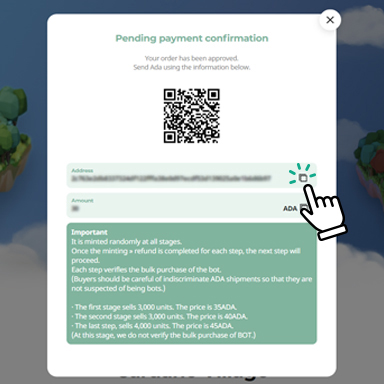 Pending payment confirmation
Your order has been approved.
Send Ada using the information below.
Address
Amount
ADA
Important
It is minted randomly at all stages.
Once the minting » refund is completed for each step, the next step will
proceed.
Each step verifies the bulk purchase of the bot.
(Buyers should be careful of indiscriminate ADA shipments so that they are
not suspected of being bots.)
· The first stage sells 3,000 units. The price is 35ADA.
· The second stage sells 3,000 units. The price is 40ADA.
· The last step, sells 4,000 units. The price is 45ADA.
(At this stage, we do not verify the bulk purchase of BOT.)